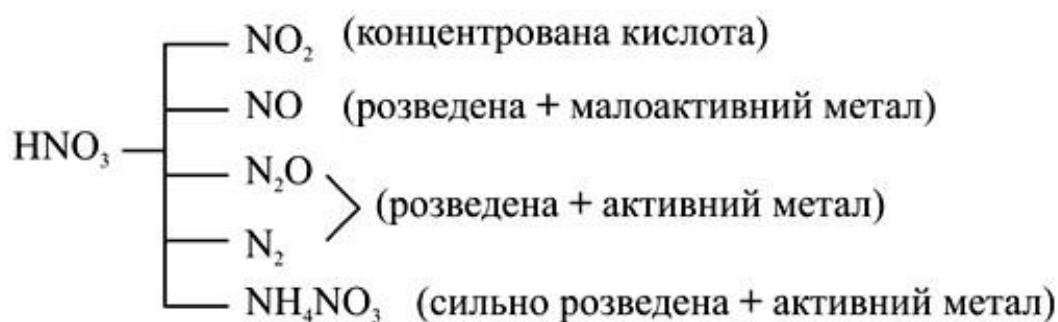 NO₂ (концентрована кислота)
NO (розведена + малоактивний метал)
HNO₃
N₂O
(розведена + активний метал)
N₂
NH₄NO₃ (сильно розведена + активний метал)